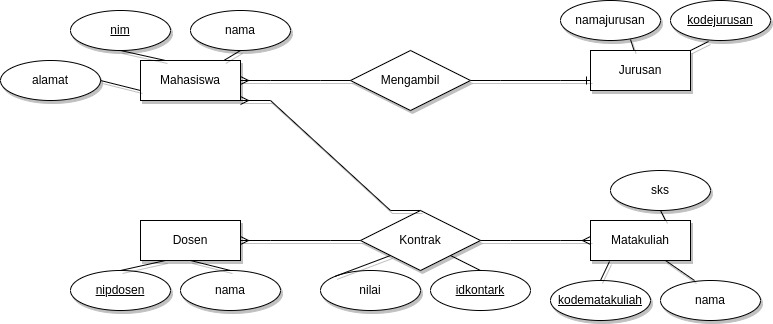 nim
nama
namajurusan
kodejurusan
alamat
Mahasiswa
Mengambil
Jurusan
sks
Dosen
Kontrak
Matakuliah
nipdosen
nama
nilai
idkontark
kodematakuliah
nama